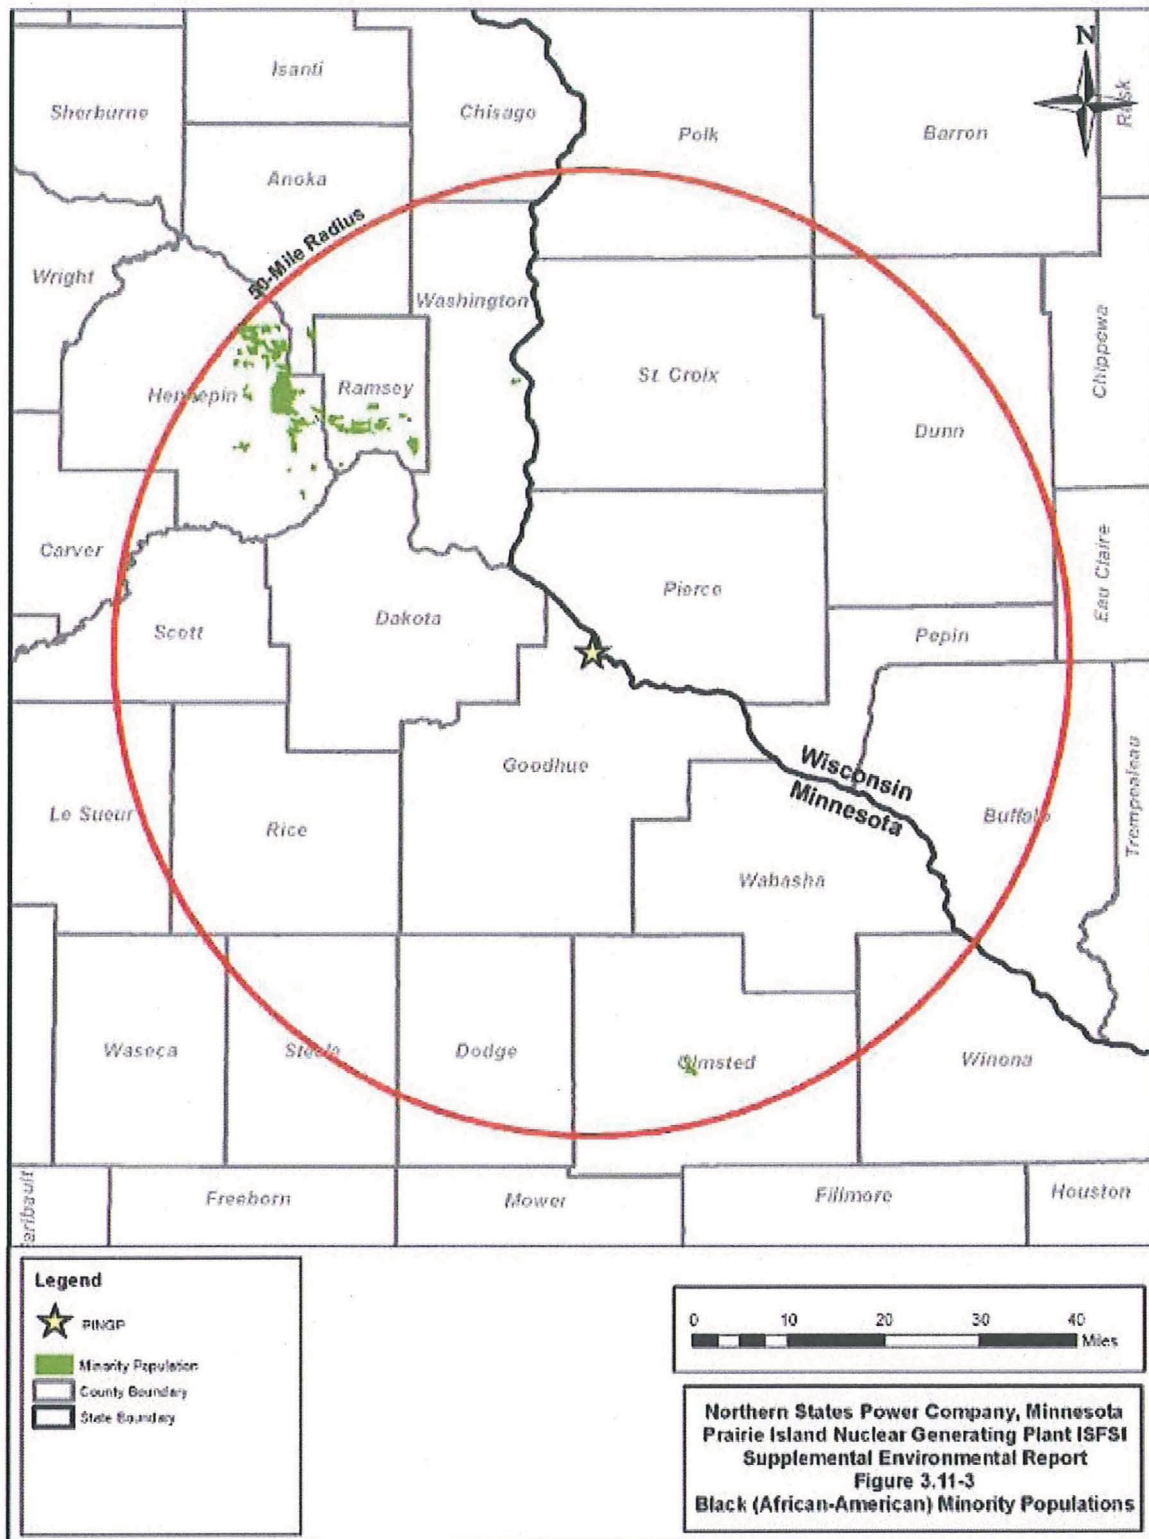 N
Isanti
Sherburne
Chisago
Polk
Barron
Rusk
Anoka
50-Mile Radius
Wright
Washington
Chippewa
Hennepin
Ramsey
St. Croix
Dunn
Carver
Eau Claire
Pierce
Scott
Dakota
Pepin
Goodhue
Wisconsin
Minnesota
Le Sueur
Rice
Buffalo
Trempealeau
Wabasha
Waseca
Steele
Dodge
Olmsted
Winona
Faribault
Freeborn
Mower
Fillmore
Houston
Legend
PINGP
Minority Population
County Boundary
State Boundary
0 10 20 30 40
Miles
Northern States Power Company, Minnesota
Prairie Island Nuclear Generating Plant ISFSI
Supplemental Environmental Report
Figure 3.11-3
Black (African-American) Minority Populations